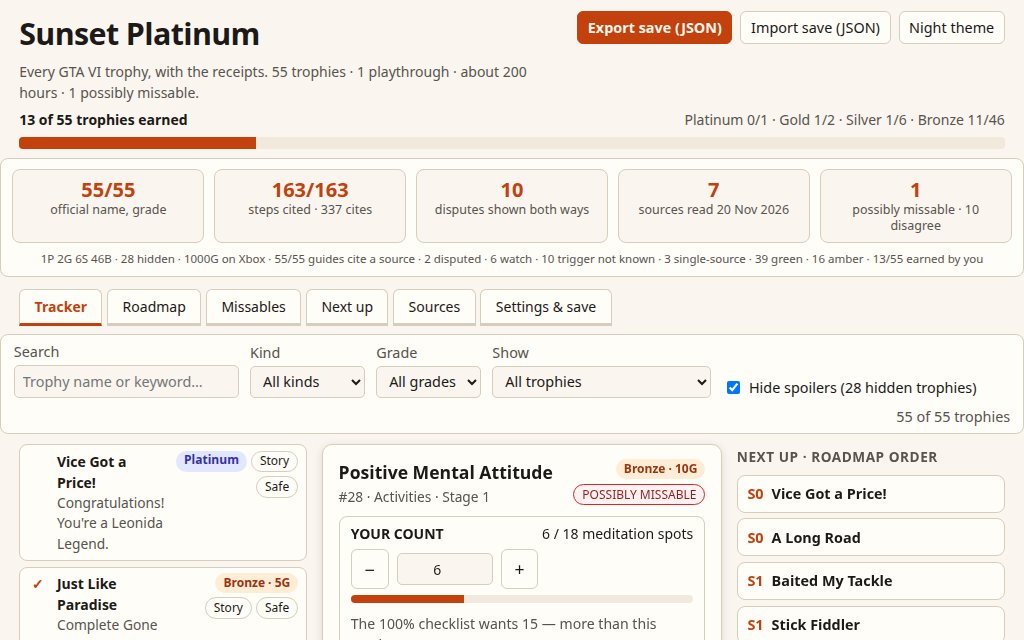 Sunset Platinum
Export save (JSON)
Import save (JSON)
Night theme
Every GTA VI trophy, with the receipts. 55 trophies · 1 playthrough · about 200
hours · 1 possibly missable.
13 of 55 trophies earned
Platinum 0/1 · Gold 1/2 · Silver 1/6 · Bronze 11/46
55/55
official name, grade
163/163
steps cited · 337 cites
10
disputes shown both ways
7
sources read 20 Nov 2026
1
possibly missable · 10
disagree
1P 2G 6S 46B · 28 hidden · 1000G on Xbox · 55/55 guides cite a source · 2 disputed · 6 watch · 10 trigger not known · 3 single-source · 39 green · 16 amber · 13/55 earned by you
Tracker
Roadmap
Missables
Next up
Sources
Settings & save
Search
Trophy name or keyword...
Kind
All kinds
Grade
All grades
Show
All trophies
Hide spoilers (28 hidden trophies)
55 of 55 trophies
Vice Got a
Price!
Platinum
Story
Safe
Congratulations!
You're a Leonida
Legend.
✓ Just Like
Paradise
Bronze · 5G
Story
Safe
Complete Gone
Positive Mental Attitude
Bronze · 10G
#28 · Activities · Stage 1
POSSIBLY MISSABLE
YOUR COUNT
6 / 18 meditation spots
− 6 +
The 100% checklist wants 15 — more than this
NEXT UP · ROADMAP ORDER
S0 Vice Got a Price!
S0 A Long Road
S1 Baited My Tackle
S1 Stick Fiddler